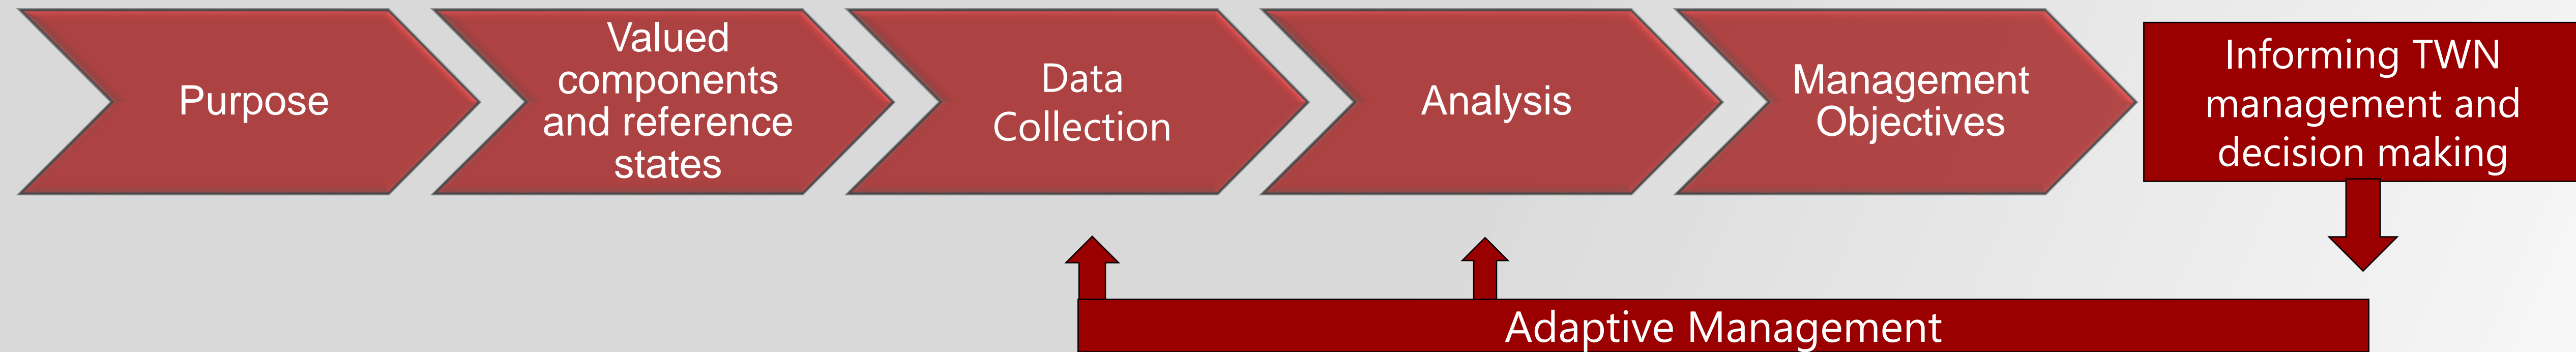 Purpose
Valued
components
and reference
states
Data
Collection
Analysis
Management
Objectives
Informing TWN
management and
decision making
Adaptive Management